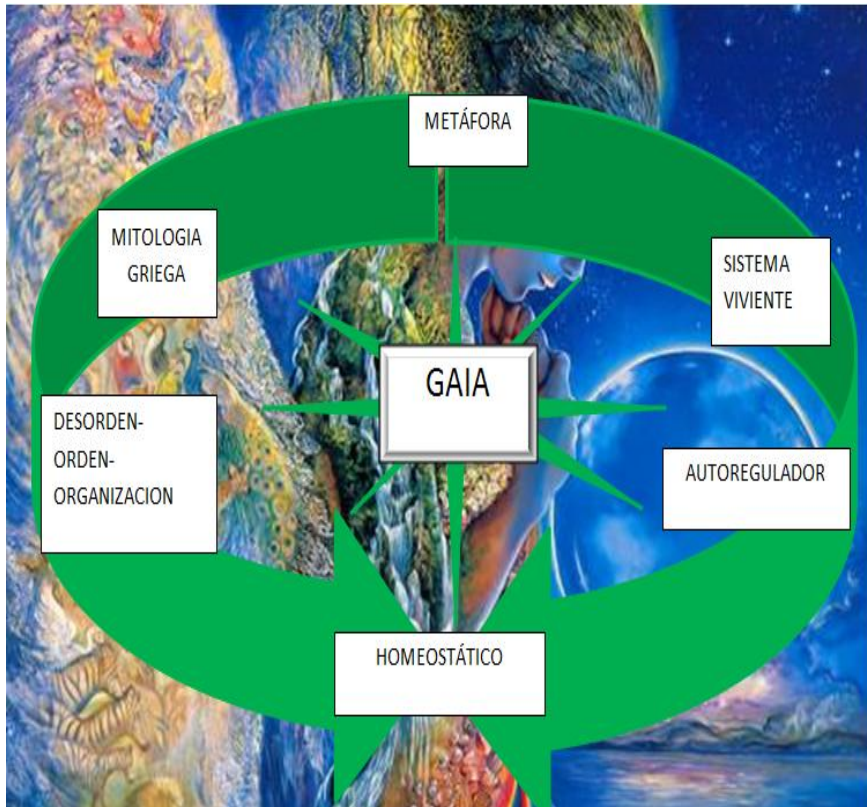 METÁFORA
MITOLOGIA
GRIEGA
SISTEMA
VIVIENTE
GAIA
DESORDEN-
ORDEN-
ORGANIZACION
AUTOREGULADOR
HOMEOSTÁTICO